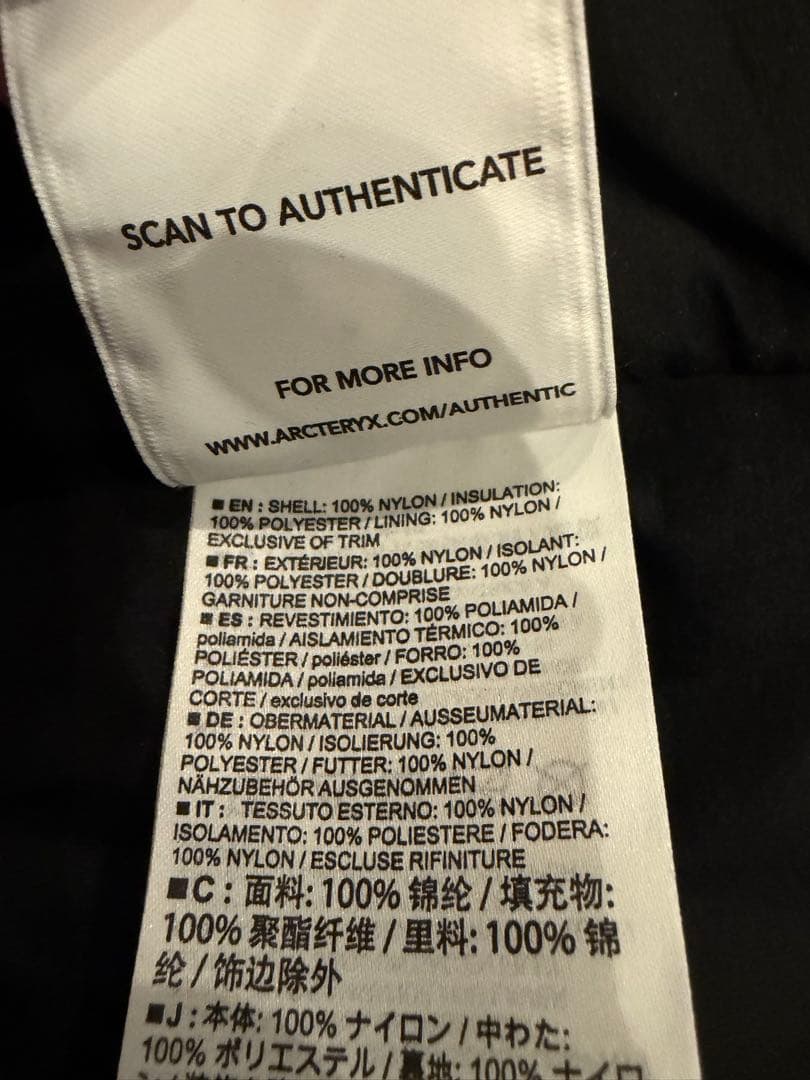 SCAN TO AUTHENTICATE
FOR MORE INFO
WWW.ARCTERYX.COM/AUTHENTIC
■ EN : SHELL: 100% NYLON / INSULATION:
100% POLYESTER / LINING: 100% NYLON /
EXCLUSIVE OF TRIM
■ FR : EXTÉRIEUR: 100% NYLON / ISOLANT:
100% POLYESTER / DOUBLURE: 100% NYLON /
GARNITURE NON-COMPRISE
■ ES : REVESTIMIENTO: 100% POLIAMIDA /
poliamida / AISLAMIENTO TÉRMICO: 100%
POLIÉSTER / poliéster / FORRO: 100%
POLIAMIDA / poliamida / EXCLUSIVO DE
CORTE / exclusivo de corte
■ DE : OBERMATERIAL / AUSSEUMATERIAL:
100% NYLON / ISOLIERUNG: 100%
POLYESTER / FUTTER: 100% NYLON /
NÄHZUBEHÖR AUSGENOMMEN
■ IT : TESSUTO ESTERNO: 100% NYLON /
ISOLAMENTO: 100% POLIESTERE / FODERA:
100% NYLON / ESCLUSE RIFINITURE
■C : 面料: 100% 锦纶 / 填充物:
100% 聚酯纤维 / 里料: 100% 锦
纶 / 饰边除外
■J : 本体: 100% ナイロン / 中わた:
100% ポリエステル / 裏地: 100% ナイロ